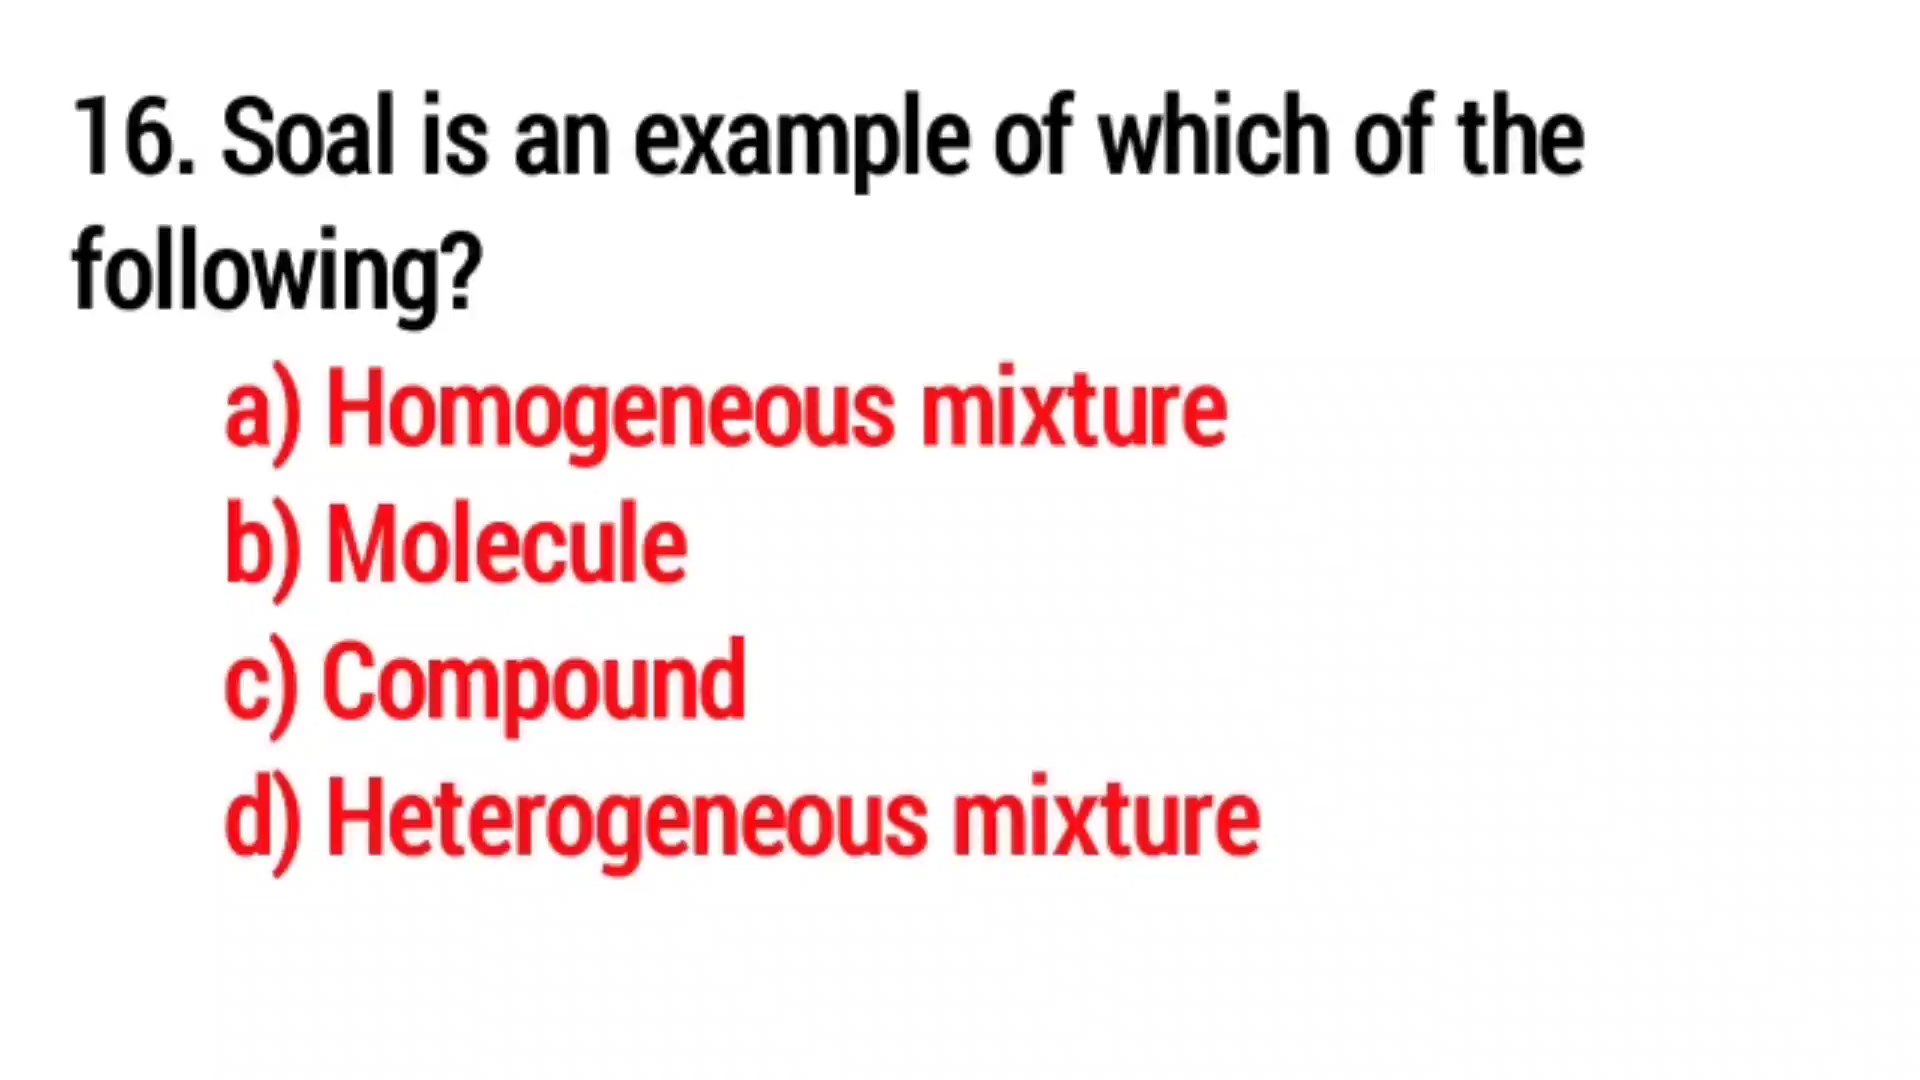 16. Soal is an example of which of the
following?
a) Homogeneous mixture
b) Molecule
c) Compound
d) Heterogeneous mixture